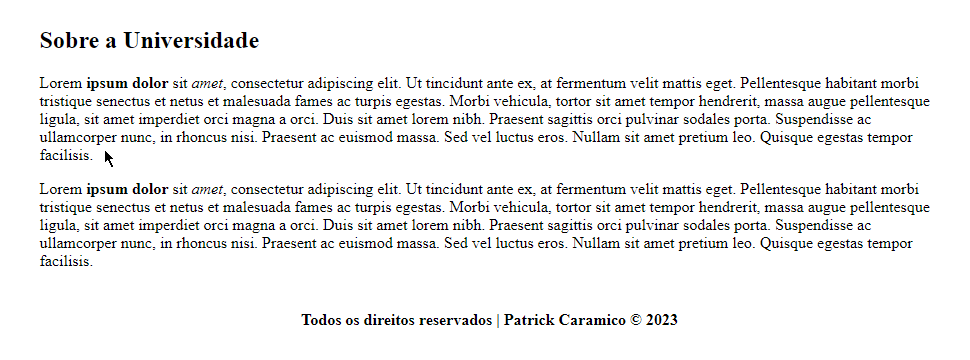 Sobre a Universidade
Lorem ipsum dolor sit amet, consectetur adipiscing elit. Ut tincidunt ante ex, at fermentum velit mattis eget. Pellentesque habitant morbi
tristique senectus et netus et malesuada fames ac turpis egestas. Morbi vehicula, tortor sit amet tempor hendrerit, massa augue pellentesque
ligula, sit amet imperdiet orci magna a orci. Duis sit amet lorem nibh. Praesent sagittis orci pulvinar sodales porta. Suspendisse ac
ullamcorper nunc, in rhoncus nisi. Praesent ac euismod massa. Sed vel luctus eros. Nullam sit amet pretium leo. Quisque egestas tempor
facilisis.
Lorem ipsum dolor sit amet, consectetur adipiscing elit. Ut tincidunt ante ex, at fermentum velit mattis eget. Pellentesque habitant morbi
tristique senectus et netus et malesuada fames ac turpis egestas. Morbi vehicula, tortor sit amet tempor hendrerit, massa augue pellentesque
ligula, sit amet imperdiet orci magna a orci. Duis sit amet lorem nibh. Praesent sagittis orci pulvinar sodales porta. Suspendisse ac
ullamcorper nunc, in rhoncus nisi. Praesent ac euismod massa. Sed vel luctus eros. Nullam sit amet pretium leo. Quisque egestas tempor
facilisis.
Todos os direitos reservados | Patrick Caramico © 2023